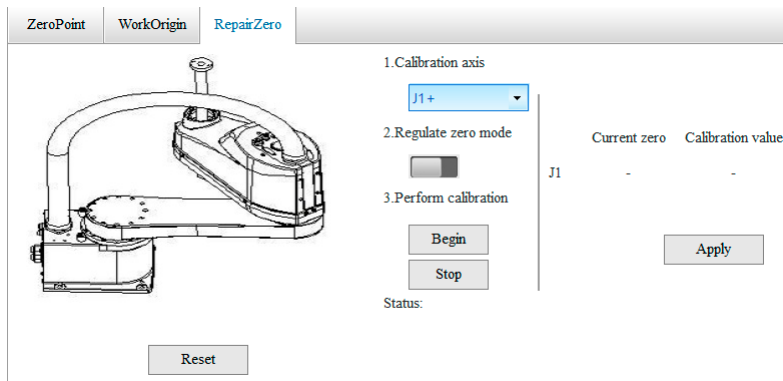 ZeroPoint WorkOrigin RepairZero
1.Calibration axis
J1+
2.Regulate zero mode
Current zero Calibration value
J1 - -
3.Perform calibration
Begin
Apply
Stop
Status:
Reset